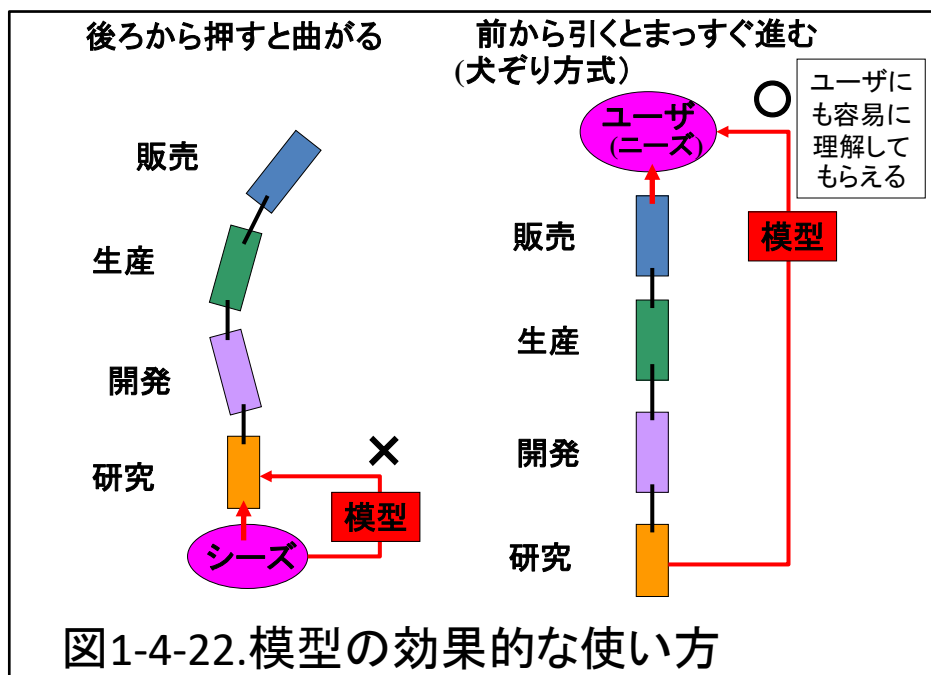 後ろから押すと曲がる
販売
生産
開発
研究
×
模型
シーズ
前から引くとまっすぐ進む
(犬ぞり方式)
ユーザ
(ニーズ)
○
ユーザに
も容易に
理解して
もらえる
販売
模型
生産
開発
研究
図1-4-22.模型の効果的な使い方